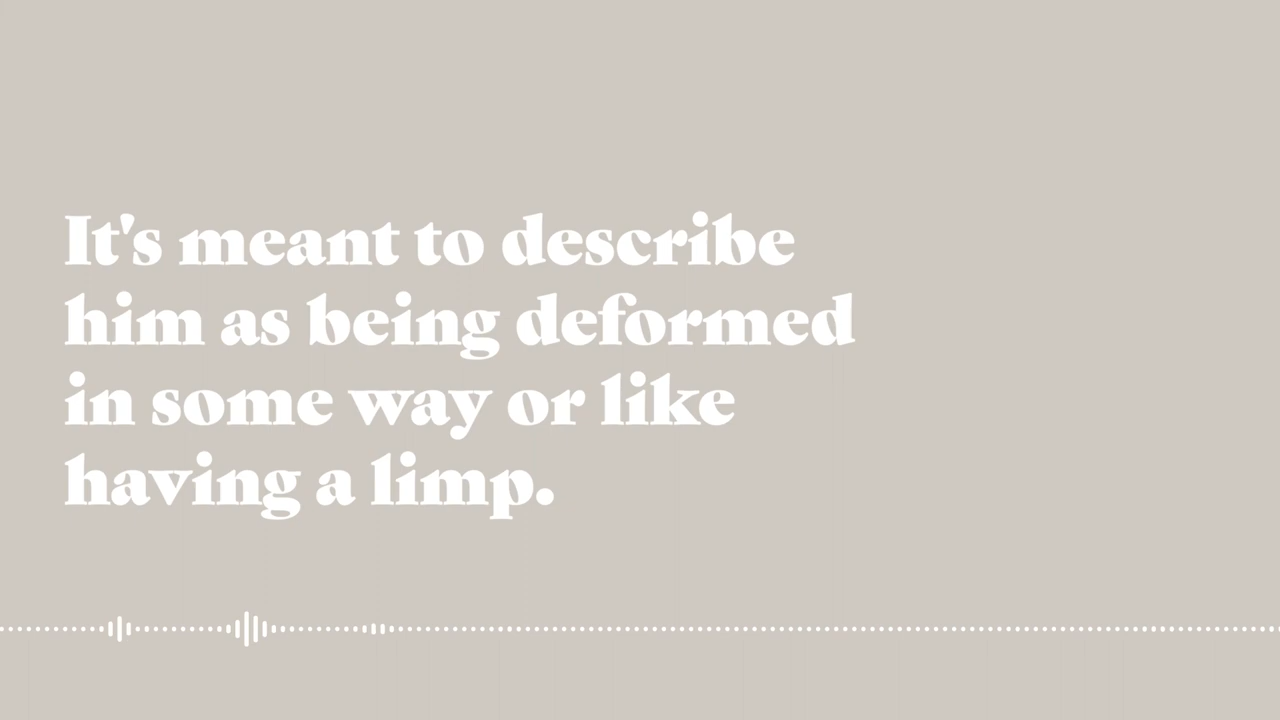 It's meant to describe
him as being deformed
in some way or like
having a limp.